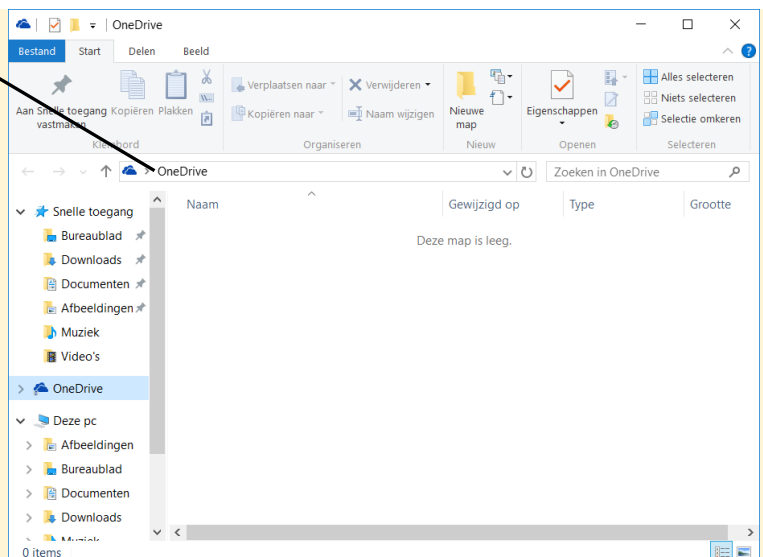 OneDrive
Bestand Start Delen Beeld
Aan Snelle toegang vastmaken
Kopiëren Plakken
Klembord
Verplaatsen naar
Kopiëren naar
Verwijderen
Naam wijzigen
Organiseren
Nieuwe map
Nieuw
Eigenschappen
Openen
Alles selecteren
Niets selecteren
Selectie omkeren
Selecteren
OneDrive
Zoeken in OneDrive
Naam Gewijzigd op Type Grootte
Deze map is leeg.
Snelle toegang
Bureaublad
Downloads
Documenten
Afbeeldingen
Muziek
Video's
OneDrive
Deze pc
Afbeeldingen
Bureaublad
Documenten
Downloads
Muziek
0 items